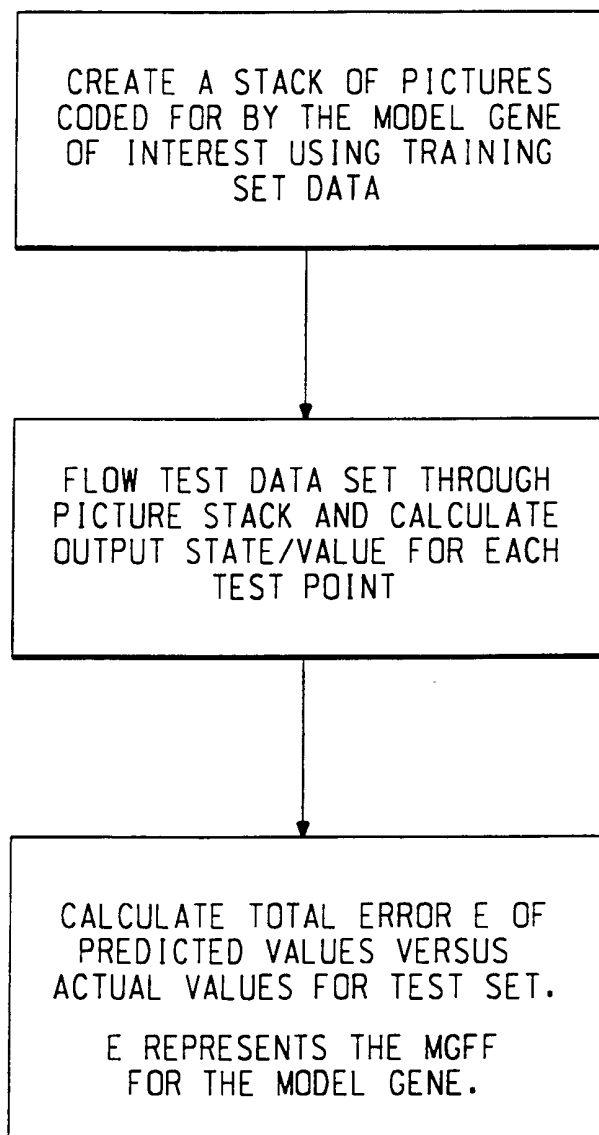 CREATE A STACK OF PICTURES
CODED FOR BY THE MODEL GENE
OF INTEREST USING TRAINING
SET DATA
FLOW TEST DATA SET THROUGH
PICTURE STACK AND CALCULATE
OUTPUT STATE/VALUE FOR EACH
TEST POINT
CALCULATE TOTAL ERROR E OF
PREDICTED VALUES VERSUS
ACTUAL VALUES FOR TEST SET.
E REPRESENTS THE MGFF
FOR THE MODEL GENE.